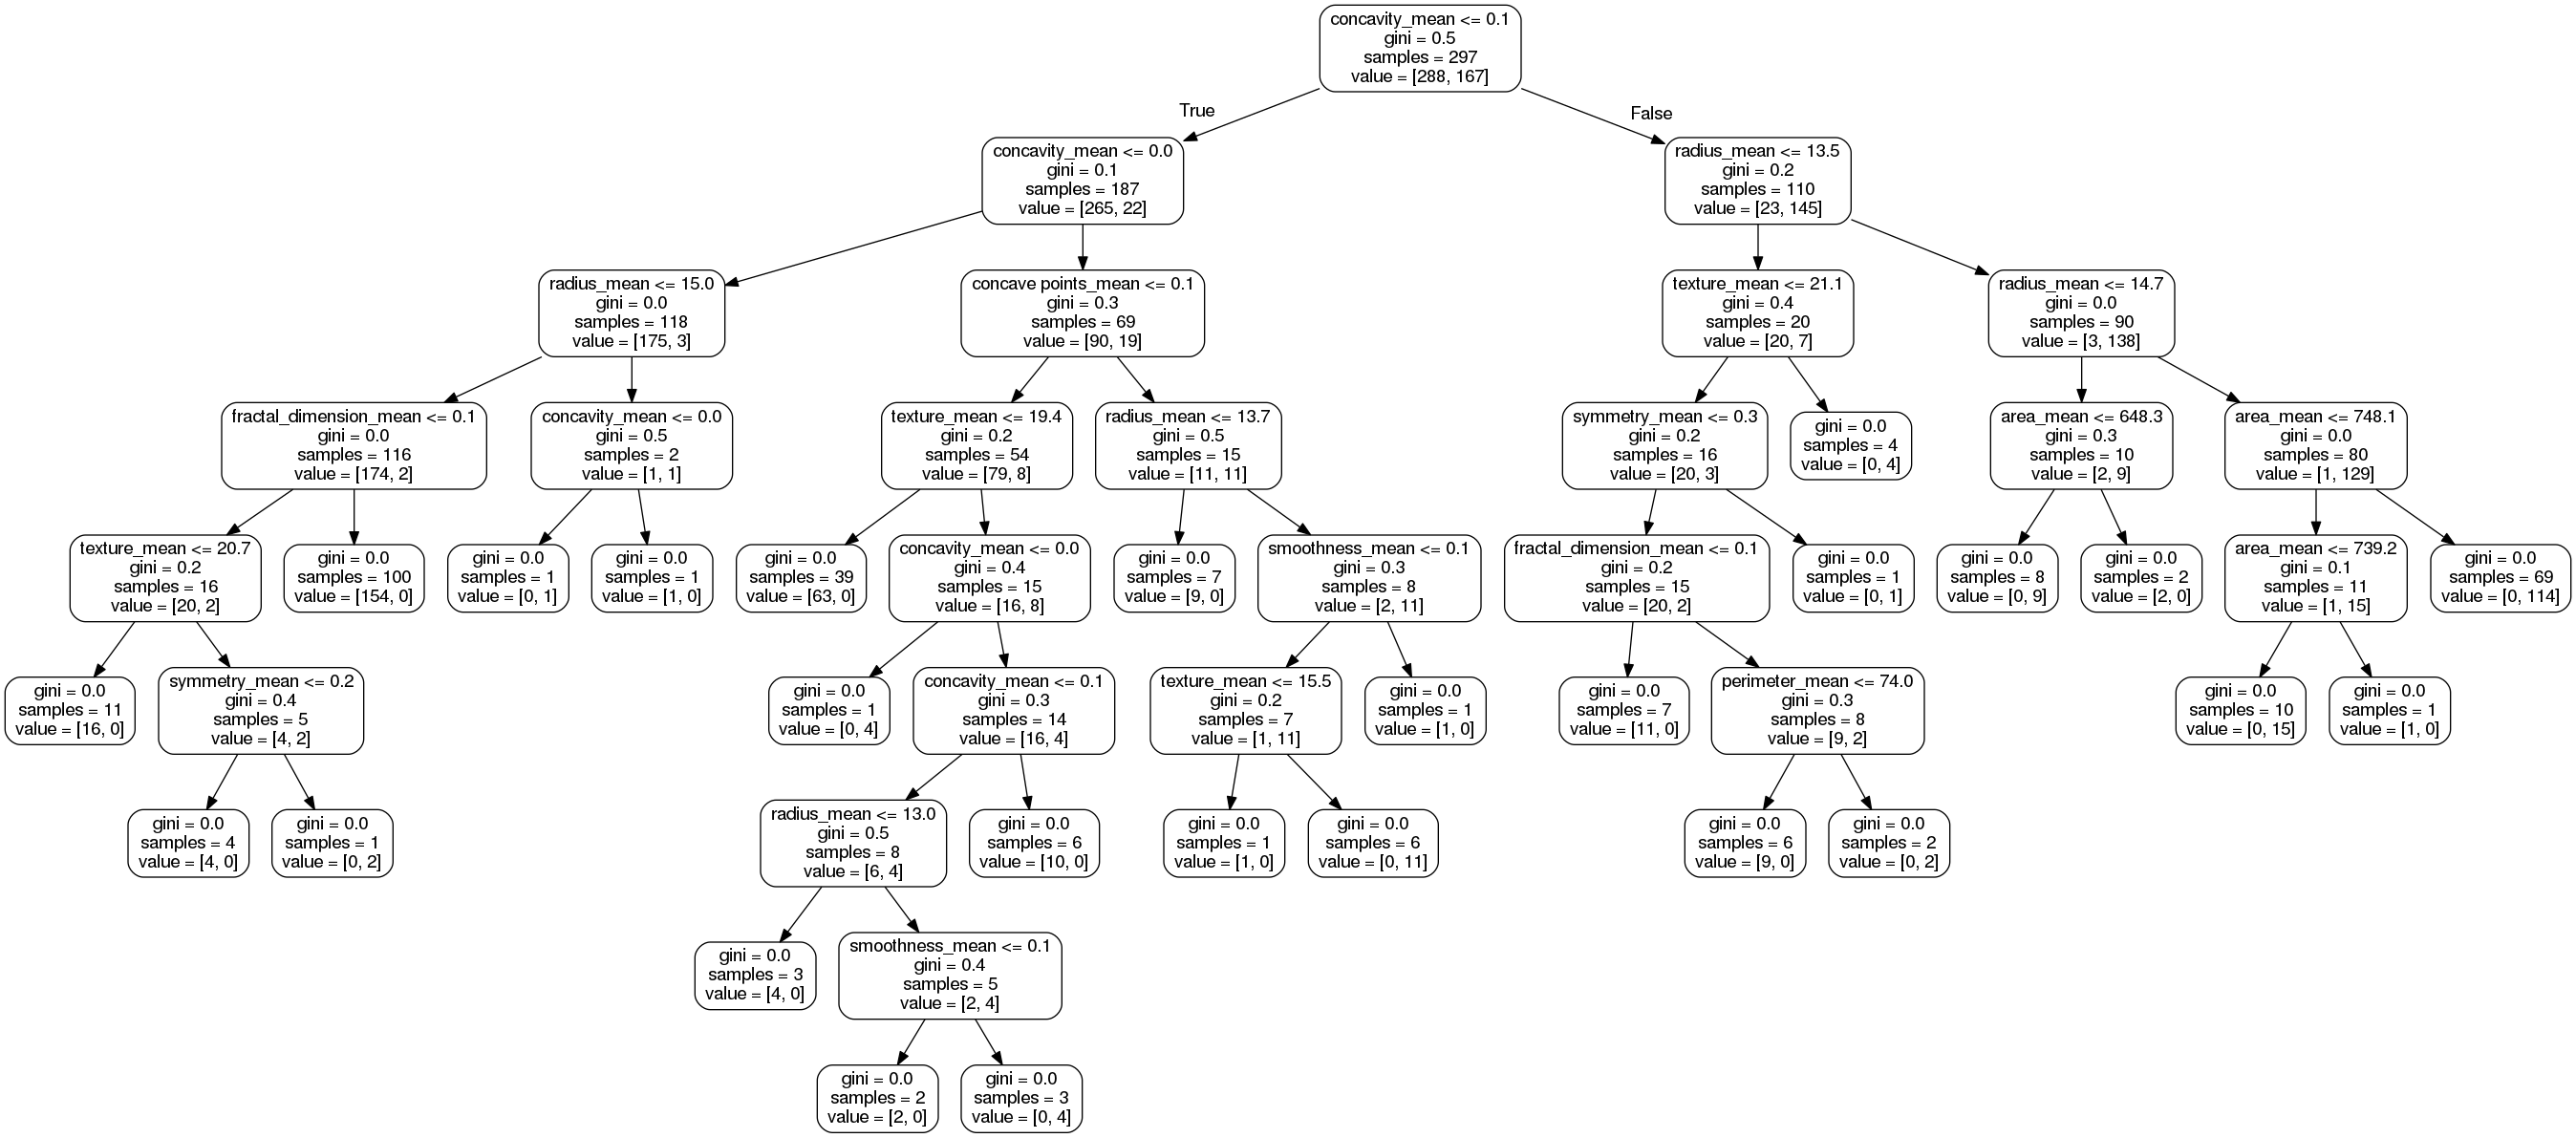 concavity_mean <= 0.1
gini = 0.5
samples = 297
value = [288, 167]
True
False
concavity_mean <= 0.0
gini = 0.1
samples = 187
value = [265, 22]
radius_mean <= 13.5
gini = 0.2
samples = 110
value = [23, 145]
radius_mean <= 15.0
gini = 0.0
samples = 118
value = [175, 3]
concave points_mean <= 0.1
gini = 0.3
samples = 69
value = [90, 19]
texture_mean <= 21.1
gini = 0.4
samples = 20
value = [20, 7]
radius_mean <= 14.7
gini = 0.0
samples = 90
value = [3, 138]
fractal_dimension_mean <= 0.1
gini = 0.0
samples = 116
value = [174, 2]
concavity_mean <= 0.0
gini = 0.5
samples = 2
value = [1, 1]
texture_mean <= 19.4
gini = 0.2
samples = 54
value = [79, 8]
radius_mean <= 13.7
gini = 0.5
samples = 15
value = [11, 11]
symmetry_mean <= 0.3
gini = 0.2
samples = 16
value = [20, 3]
gini = 0.0
samples = 4
value = [0, 4]
area_mean <= 648.3
gini = 0.3
samples = 10
value = [2, 9]
area_mean <= 748.1
gini = 0.0
samples = 80
value = [1, 129]
texture_mean <= 20.7
gini = 0.2
samples = 16
value = [20, 2]
gini = 0.0
samples = 100
value = [154, 0]
gini = 0.0
samples = 1
value = [0, 1]
gini = 0.0
samples = 1
value = [1, 0]
gini = 0.0
samples = 39
value = [63, 0]
concavity_mean <= 0.0
gini = 0.4
samples = 15
value = [16, 8]
gini = 0.0
samples = 7
value = [9, 0]
smoothness_mean <= 0.1
gini = 0.3
samples = 8
value = [2, 11]
fractal_dimension_mean <= 0.1
gini = 0.2
samples = 15
value = [20, 2]
gini = 0.0
samples = 1
value = [0, 1]
gini = 0.0
samples = 8
value = [0, 9]
gini = 0.0
samples = 2
value = [2, 0]
area_mean <= 739.2
gini = 0.1
samples = 11
value = [1, 15]
gini = 0.0
samples = 69
value = [0, 114]
gini = 0.0
samples = 11
value = [16, 0]
symmetry_mean <= 0.2
gini = 0.4
samples = 5
value = [4, 2]
gini = 0.0
samples = 1
value = [0, 4]
concavity_mean <= 0.1
gini = 0.3
samples = 14
value = [16, 4]
texture_mean <= 15.5
gini = 0.2
samples = 7
value = [1, 11]
gini = 0.0
samples = 1
value = [1, 0]
gini = 0.0
samples = 7
value = [11, 0]
perimeter_mean <= 74.0
gini = 0.3
samples = 8
value = [9, 2]
gini = 0.0
samples = 10
value = [0, 15]
gini = 0.0
samples = 1
value = [1, 0]
gini = 0.0
samples = 4
value = [4, 0]
gini = 0.0
samples = 1
value = [0, 2]
radius_mean <= 13.0
gini = 0.5
samples = 8
value = [6, 4]
gini = 0.0
samples = 6
value = [10, 0]
gini = 0.0
samples = 1
value = [1, 0]
gini = 0.0
samples = 6
value = [0, 11]
gini = 0.0
samples = 6
value = [9, 0]
gini = 0.0
samples = 2
value = [0, 2]
gini = 0.0
samples = 3
value = [4, 0]
smoothness_mean <= 0.1
gini = 0.4
samples = 5
value = [2, 4]
gini = 0.0
samples = 2
value = [2, 0]
gini = 0.0
samples = 3
value = [0, 4]